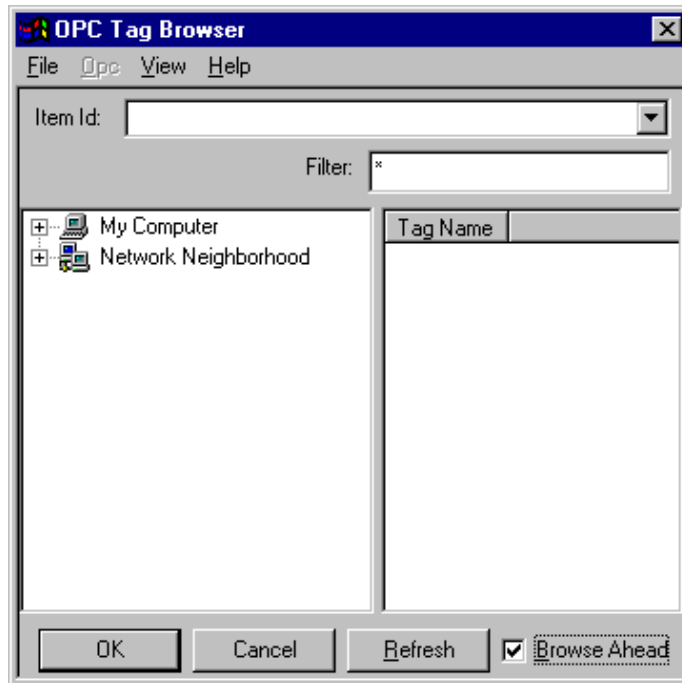 OPC Tag Browser
File Opc View Help
Item Id:
Filter: *
My Computer Tag Name
Network Neighborhood
OK Cancel Refresh Browse Ahead